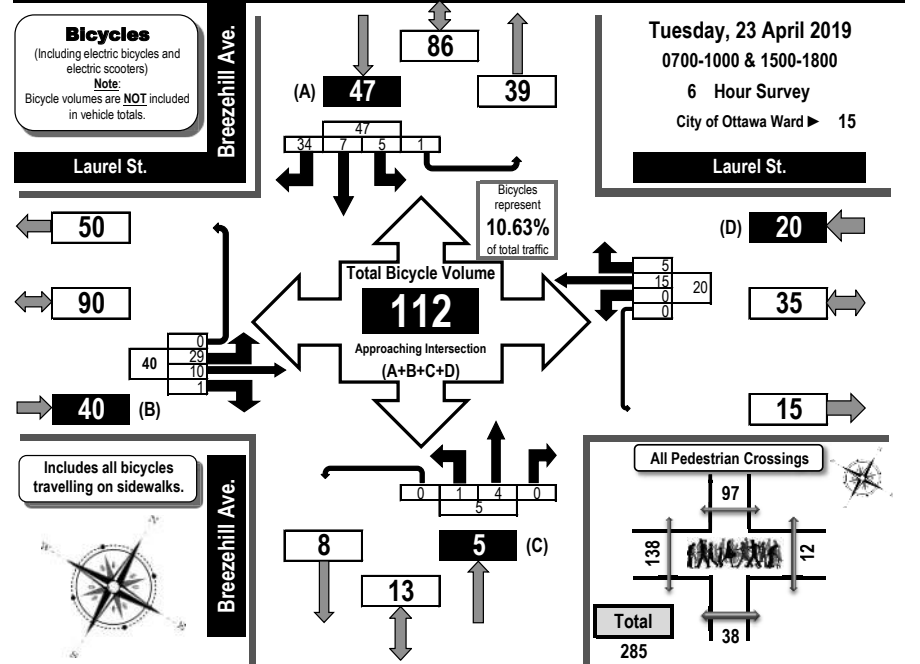 Bicycles
(Including electric bicycles and
electric scooters)
Note:
Bicycle volumes are NOT included
in vehicle totals.
Breezehill Ave.
Laurel St.
86
(A) 47
39
47
34 7 5 1
Tuesday, 23 April 2019
0700-1000 & 1500-1800
6 Hour Survey
City of Ottawa Ward ► 15
Laurel St.
Bicycles
represent
10.63%
of total traffic
50
90
40
0
29
10
1
40 (B)
Total Bicycle Volume
112
Approaching Intersection
(A+B+C+D)
(D) 20
5
15
0
0
20
35
15
Includes all bicycles
travelling on sidewalks.
N
Breezehill Ave.
0 1 4 0
5
8
13
5 (C)
All Pedestrian Crossings
97
138
12
38
Total
285